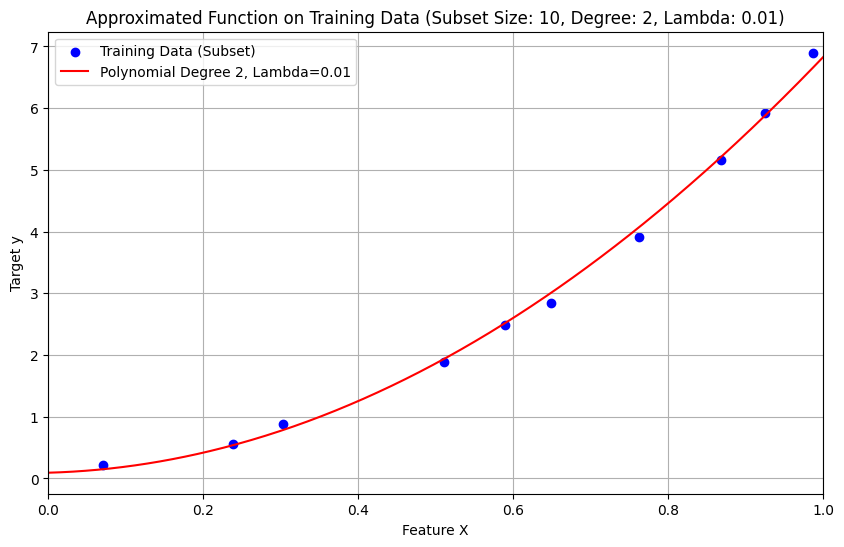 Approximated Function on Training Data (Subset Size: 10, Degree: 2, Lambda: 0.01)
Training Data (Subset)
Polynomial Degree 2, Lambda=0.01
7
6
5
4
3
2
1
0
Target y
0.0 0.2 0.4 0.6 0.8 1.0
Feature X